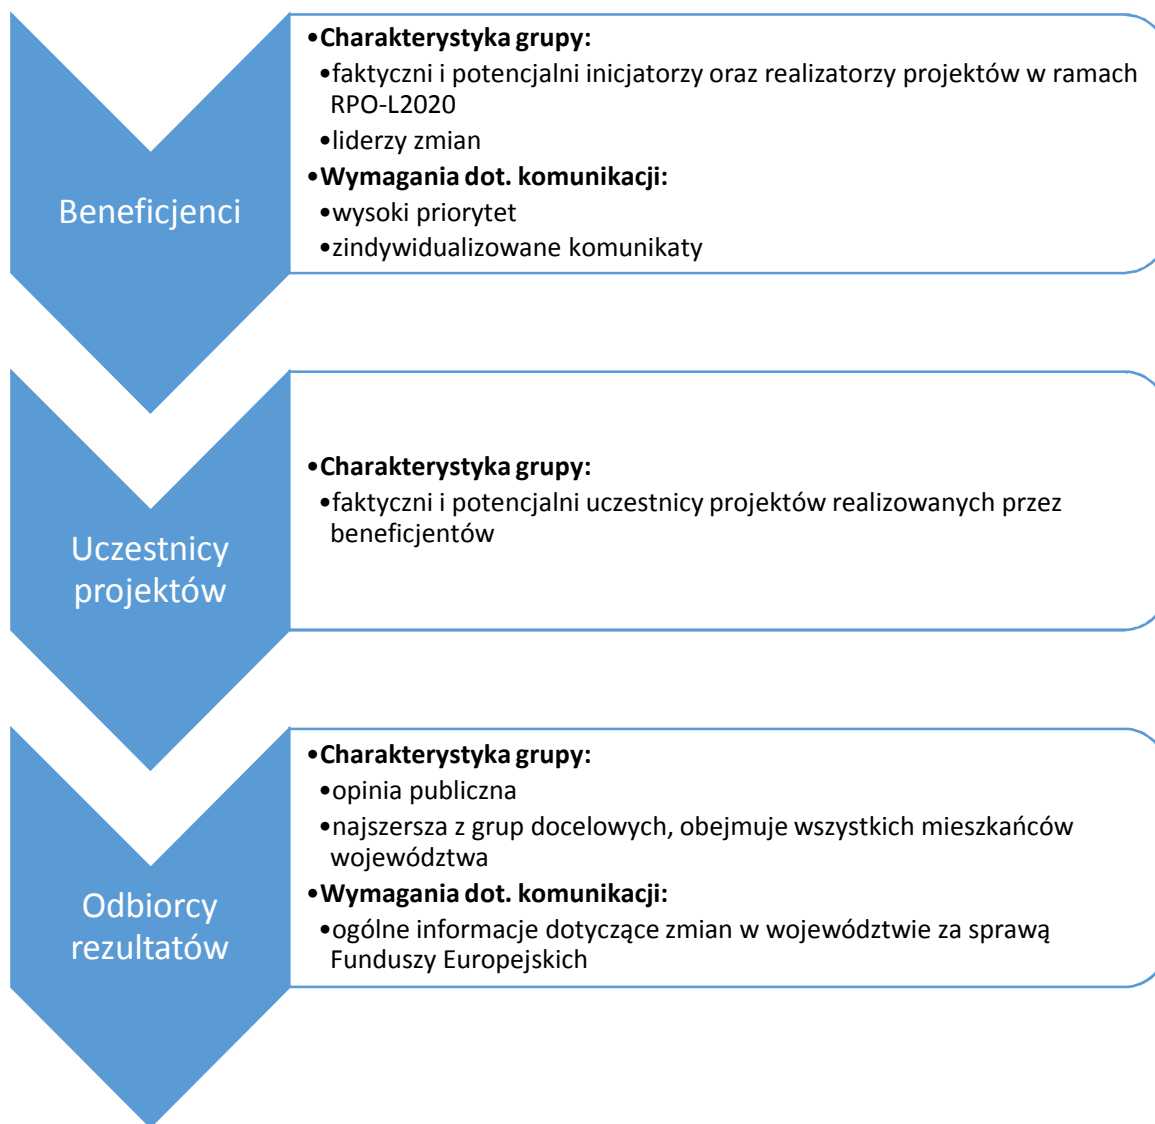 Beneficjenci
•Charakterystyka grupy:
•faktyczni i potencjalni inicjatorzy oraz realizatorzy projektów w ramach
RPO-L2020
•liderzy zmian
•Wymagania dot. komunikacji:
•wysoki priorytet
•zindywidualizowane komunikaty
Uczestnicy
projektów
•Charakterystyka grupy:
•faktyczni i potencjalni uczestnicy projektów realizowanych przez
beneficjentów
Odbiorcy
rezultatów
•Charakterystyka grupy:
•opinia publiczna
•najszersza z grup docelowych, obejmuje wszystkich mieszkańców
województwa
•Wymagania dot. komunikacji:
•ogólne informacje dotyczące zmian w województwie za sprawą
Funduszy Europejskich